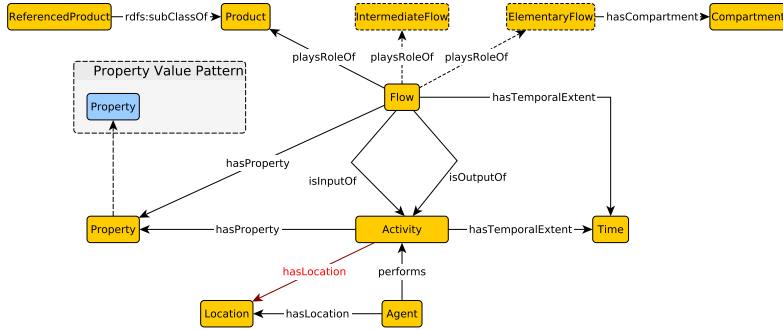 ReferencedProduct
rdfs:subClassOf
Product
IntermediateFlow
ElementaryFlow
hasCompartment
Compartment
playsRoleOf
playsRoleOf
playsRoleOf
Property Value Pattern
Property
Flow
hasTemporalExtent
hasProperty
isInputOf
isOutputOf
Property
hasProperty
Activity
hasTemporalExtent
Time
hasLocation
performs
Location
hasLocation
Agent